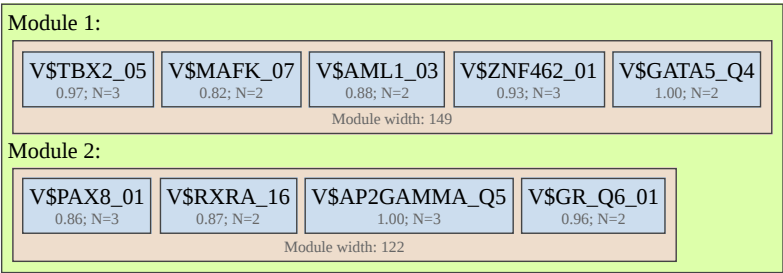 Module 1:
V$TBX2_05 V$MAFK_07 V$AML1_03 V$ZNF462_01 V$GATA5_Q4
0.97; N=3 0.82; N=2 0.88; N=2 0.93; N=3 1.00; N=2
Module width: 149
Module 2:
V$PAX8_01 V$RXRA_16 V$AP2GAMMA_Q5 V$GR_Q6_01
0.86; N=3 0.87; N=2 1.00; N=3 0.96; N=2
Module width: 122